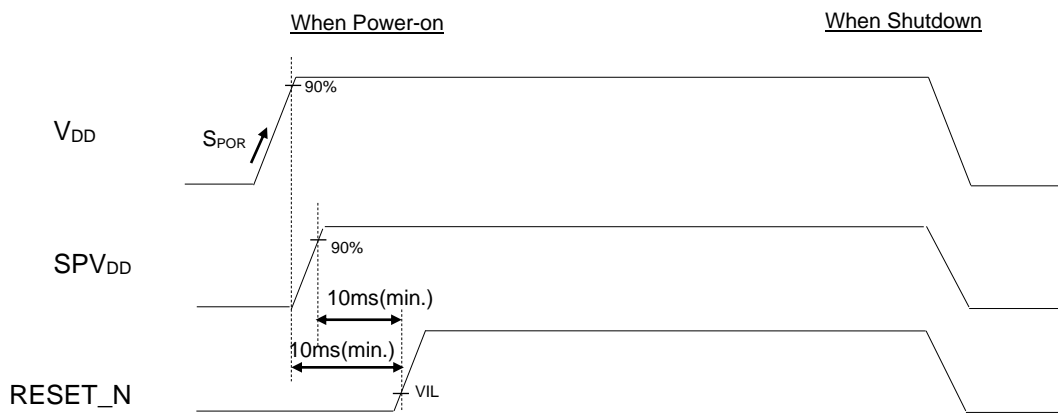 When Power-on
When Shutdown
90%
VDD
SPOR
90%
SPVDD
10ms(min.)
10ms(min.)
VIL
RESET_N